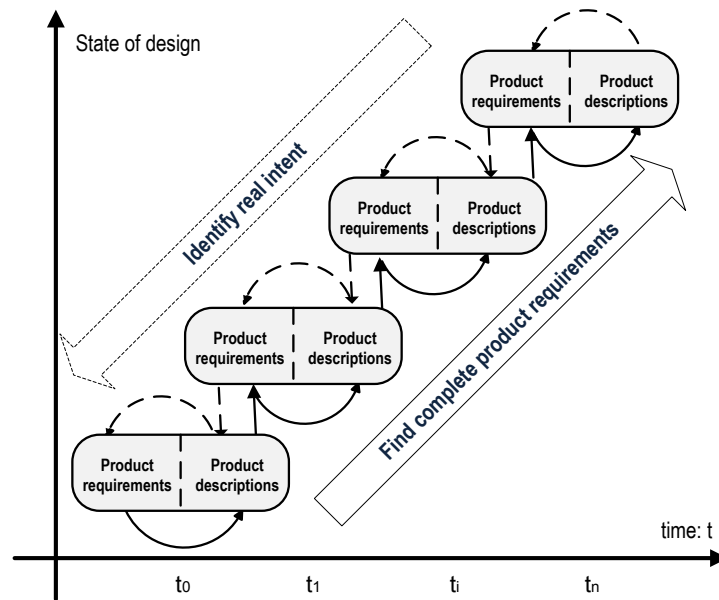 State of design
Product
requirements
Product
descriptions
Identify real intent
Product
requirements
Product
descriptions
Product
requirements
Product
descriptions
Find complete product requirements
Product
requirements
Product
descriptions
time: t
t0
t1
ti
tn